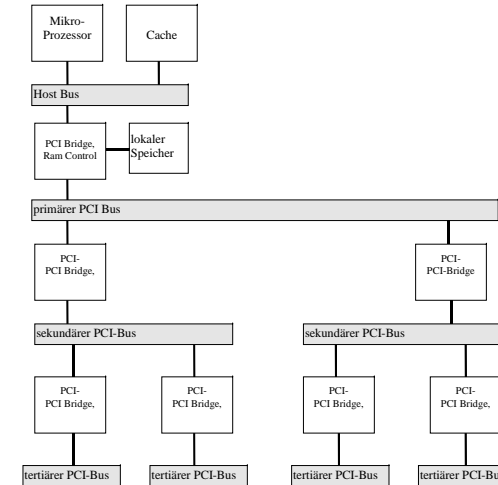 Mikro-
Prozessor
Cache
Host Bus
PCI Bridge,
Ram Control
lokaler
Speicher
primärer PCI Bus
PCI-
PCI Bridge,
PCI-
PCI-Bridge
sekundärer PCI-Bus
sekundärer PCI-Bus
PCI-
PCI Bridge,
PCI-
PCI Bridge,
PCI-
PCI Bridge,
PCI-
PCI Bridge,
tertiärer PCI-Bus
tertiärer PCI-Bus
tertiärer PCI-Bus
tertiärer PCI-Bu